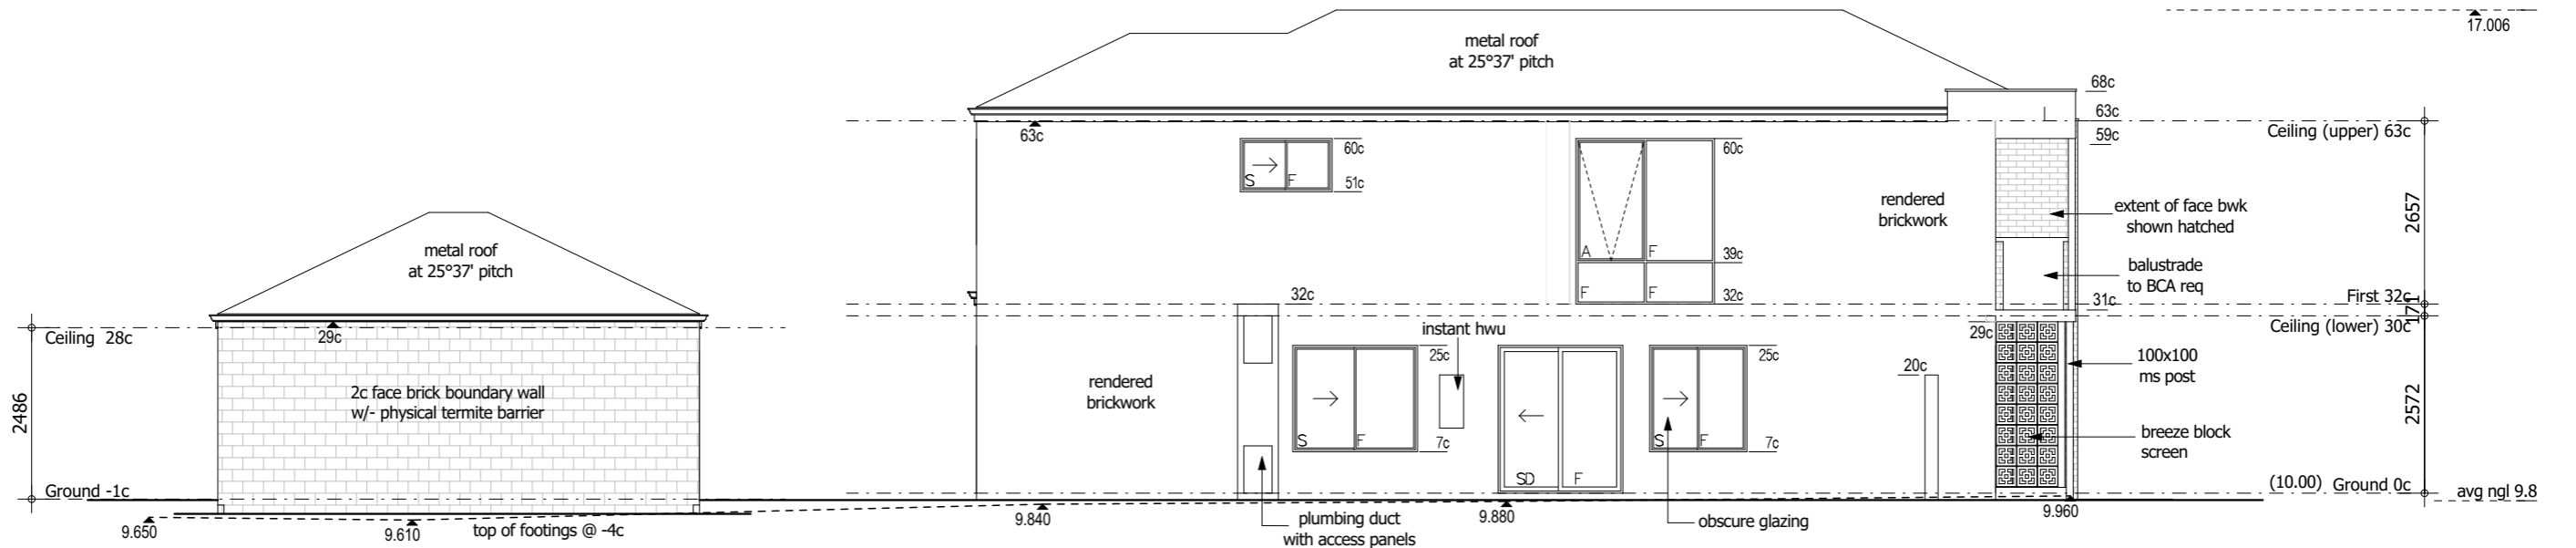 17.006
metal roof
at 25°37' pitch
68c
63c
63c
59c
Ceiling (upper) 63c
60c
51c
S
F
60c
39c
32c
A
F
F
F
rendered
brickwork
extent of face bwk
shown hatched
2657
balustrade
to BCA req
metal roof
at 25°37' pitch
32c
31c
First 32c
171
Ceiling (lower) 30c
29c
Ceiling 28c
29c
instant hwu
25c
25c
20c
100x100
ms post
2c face brick boundary wall
w/- physical termite barrier
rendered
brickwork
2486
2572
S
F
7c
S
F
7c
breeze block
screen
SD
F
Ground -1c
(10.00) Ground 0c
avg ngl 9.8
9.650
9.610
top of footings @ -4c
9.840
9.880
9.960
plumbing duct
with access panels
obscure glazing